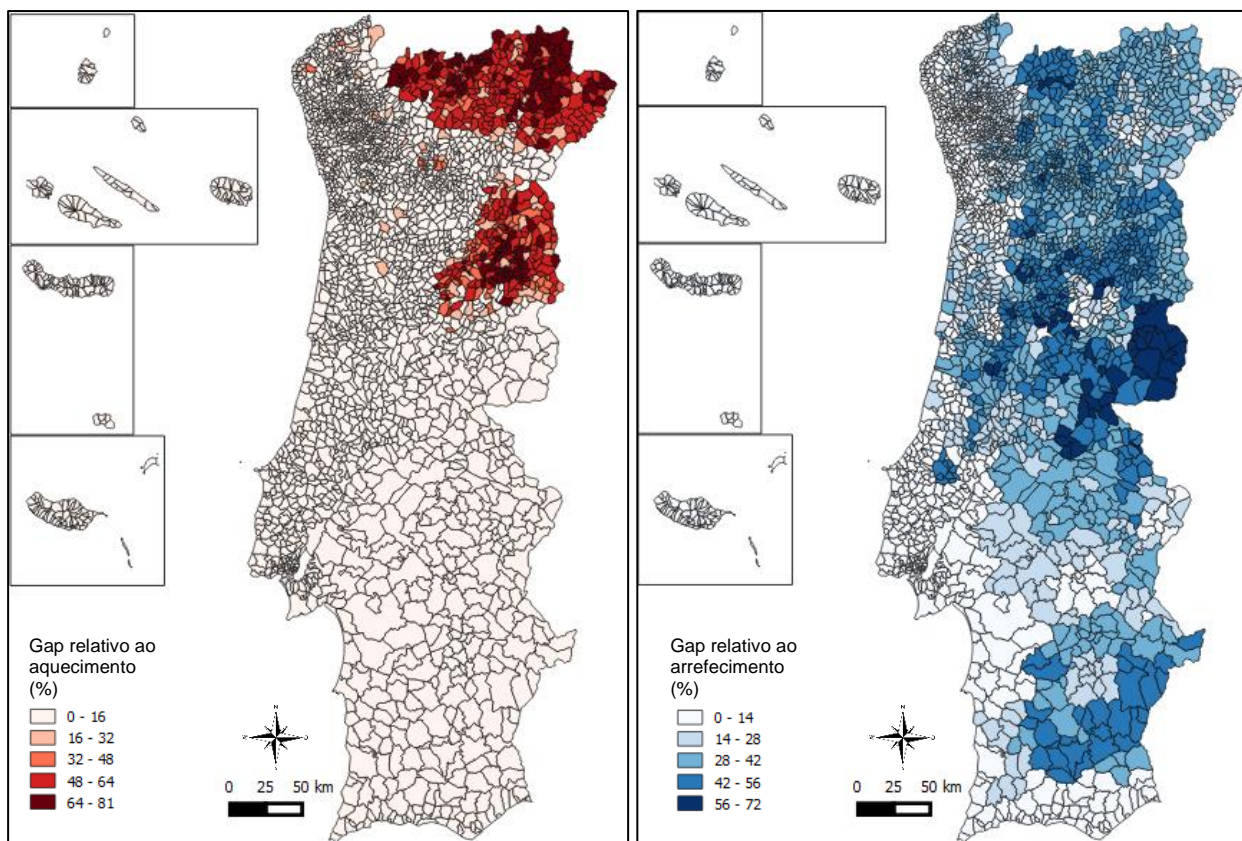 Gap relativo ao
aquecimento
(%)
0 - 16
16 - 32
32 - 48
48 - 64
64 - 81
N
W
E
S
0 25 50 km
Gap relativo ao
arrefecimento
(%)
0 - 14
14 - 28
28 - 42
42 - 56
56 - 72
N
W
E
S
0 25 50 km